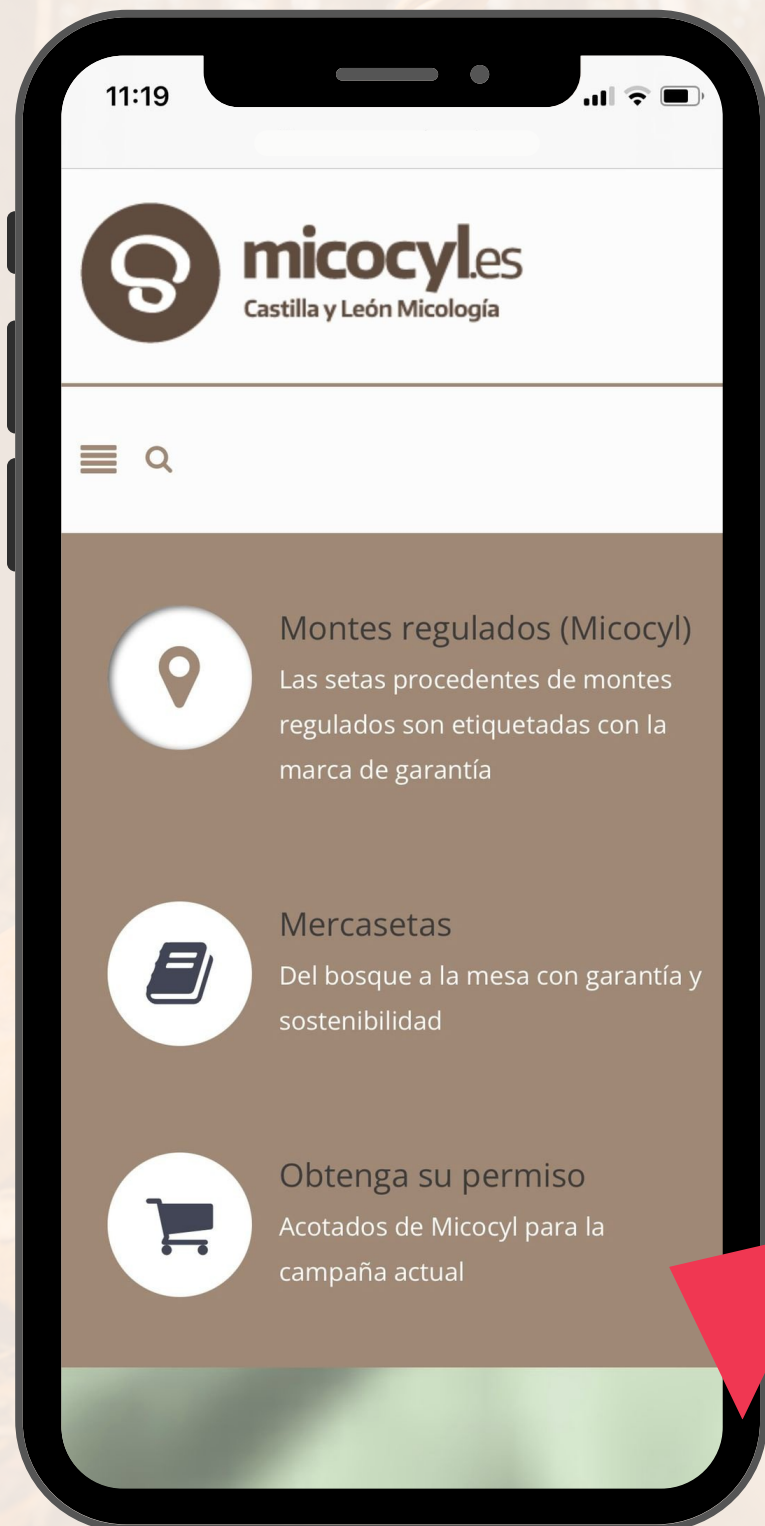 11:19
micocyl.es
Castilla y León Micología
Montes regulados (Micocyl)
Las setas procedentes de montes
regulados son etiquetadas con la
marca de garantía
Mercasetas
Del bosque a la mesa con garantía y
sostenibilidad
Obtenga su permiso
Acotados de Micocyl para la
campaña actual